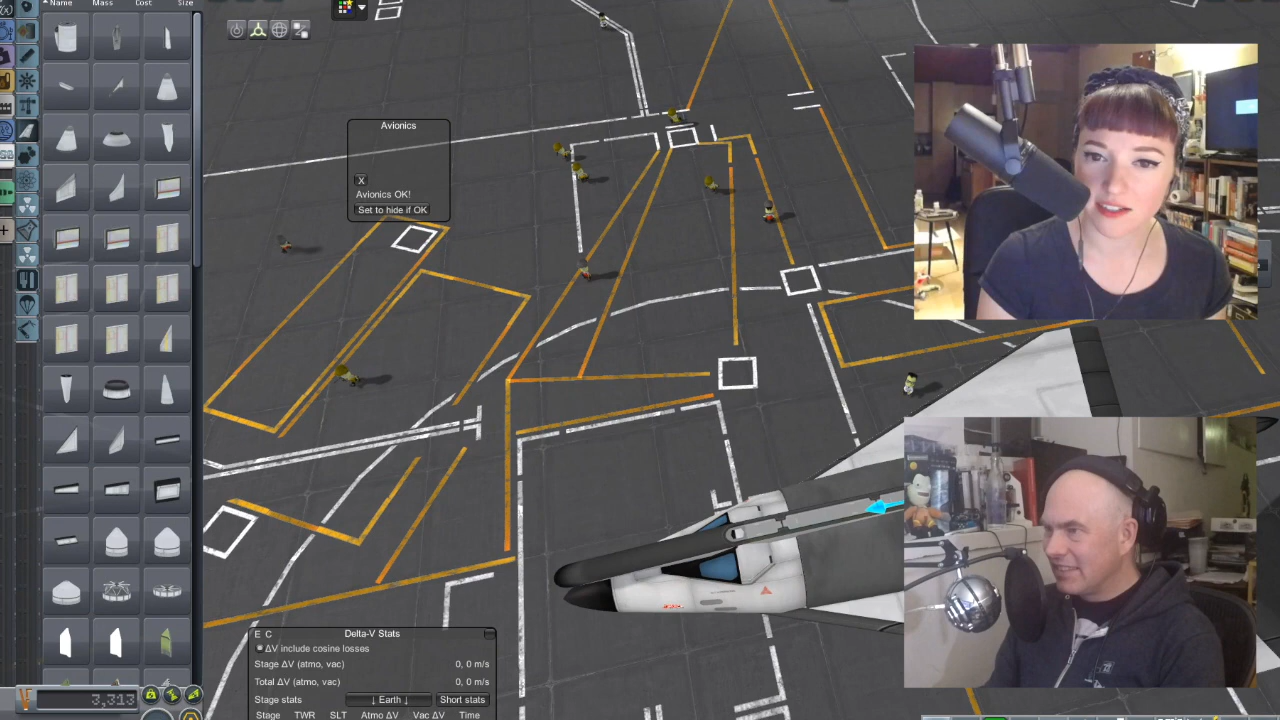 Name Mass Cost Size
Avionics
X
Avionics OK!
Set to hide if OK
E C Delta-V Stats
ΔV include cosine losses
Stage ΔV (atmo, vac) 0, 0 m/s
Total ΔV (atmo, vac) 0, 0 m/s
Stage stats ↓ Earth ↓ Short stats
Stage TWR SLT Atmo ΔV Vac ΔV Time
3,313